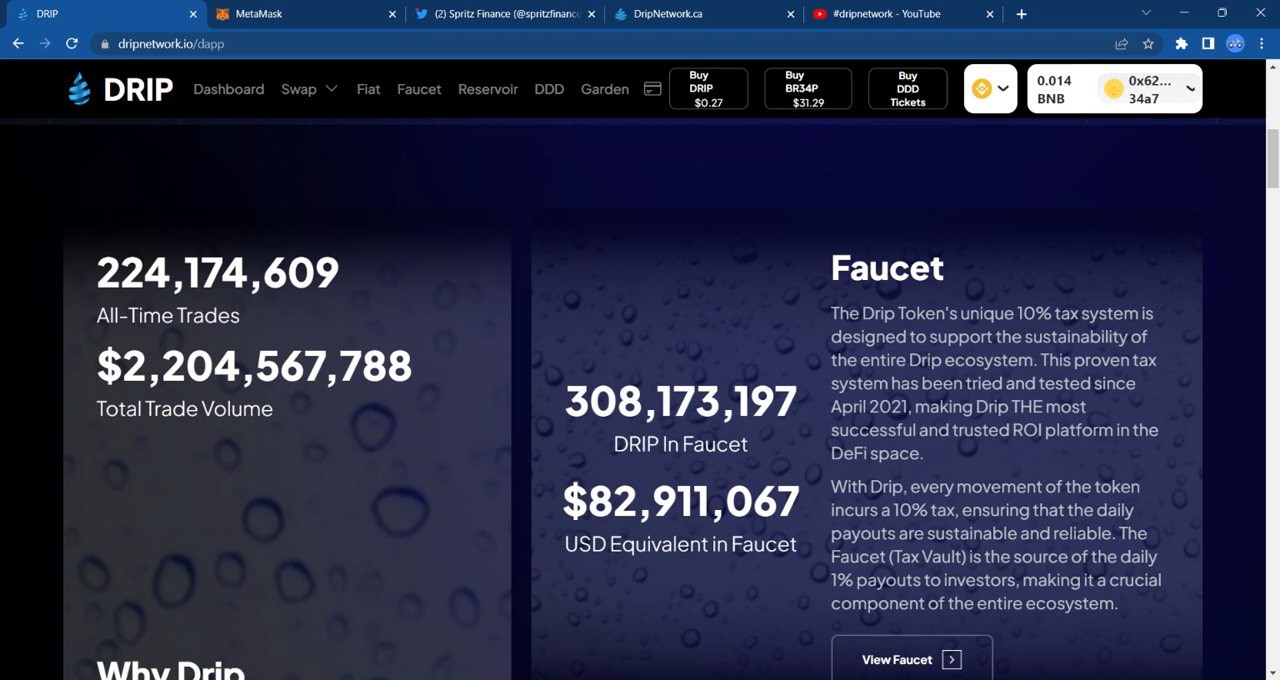 DRIP
MetaMask
(2) Spritz Finance (@spritzfinance
DripNetwork.ca
#dripnetwork - YouTube
dripnetwork.io/dapp
DRIP
Dashboard
Swap
Fiat
Faucet
Reservoir
DDD
Garden
Buy
DRIP
$0.27
Buy
BR34P
$31.29
Buy
DDD
Tickets
0.014
BNB
0x62...
34a7
224,174,609
All-Time Trades
$2,204,567,788
Total Trade Volume
308,173,197
DRIP In Faucet
$82,911,067
USD Equivalent in Faucet
Faucet
The Drip Token's unique 10% tax system is
designed to support the sustainability of
the entire Drip ecosystem. This proven tax
system has been tried and tested since
April 2021, making Drip THE most
successful and trusted ROI platform in the
DeFi space.
With Drip, every movement of the token
incurs a 10% tax, ensuring that the daily
payouts are sustainable and reliable. The
Faucet (Tax Vault) is the source of the daily
1% payouts to investors, making it a crucial
component of the entire ecosystem.
View Faucet
Why Drip